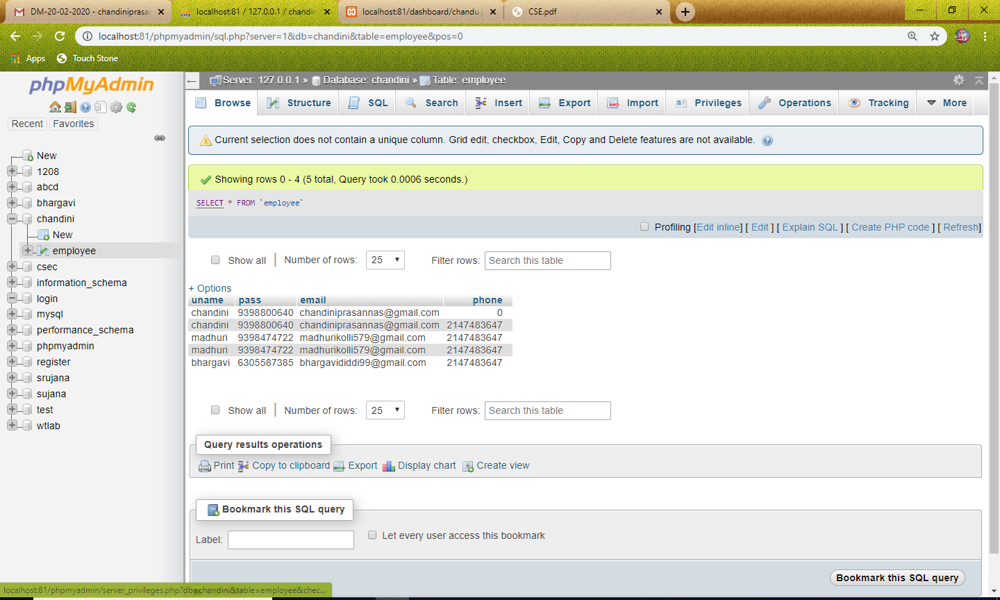 DM-20-02-2020 - chandiniprasar
localhost:81 / 127.0.0.1 / chandin
localhost:81/dashboard/chandu.p
CSE.pdf
localhost:81/phpmyadmin/sql.php?server=1&db=chandini&table=employee&pos=0
Apps Touch Stone
phpMyAdmin
Recent Favorites
New
1208
abcd
bhargavi
chandini
New
employee
csec
information_schema
login
mysql
performance_schema
phpmyadmin
register
srujana
sujana
test
wtlab
Server: 127.0.0.1 » Database: chandini » Table: employee
Browse Structure SQL Search Insert Export Import Privileges Operations Tracking More
Current selection does not contain a unique column. Grid edit, checkbox, Edit, Copy and Delete features are not available.
Showing rows 0 - 4 (5 total, Query took 0.0006 seconds.)
SELECT * FROM `employee`
Profiling [Edit inline] [ Edit ] [ Explain SQL ] [ Create PHP code ] [ Refresh]
Show all Number of rows: 25 Filter rows: Search this table
+ Options
uname pass email phone
chandini 9398800640 chandiniprasannas@gmail.com 0
chandini 9398800640 chandiniprasannas@gmail.com 2147483647
madhuri 9398474722 madhurikolli579@gmail.com 2147483647
madhuri 9398474722 madhurikolli579@gmail.com 2147483647
bhargavi 6305587385 bhargavididdi99@gmail.com 2147483647
Show all Number of rows: 25 Filter rows: Search this table
Query results operations
Print Copy to clipboard Export Display chart Create view
Bookmark this SQL query
Label: Let every user access this bookmark
Bookmark this SQL query
localhost:81/phpmyadmin/server_privileges.php?db=chandini&table=employee&chec...